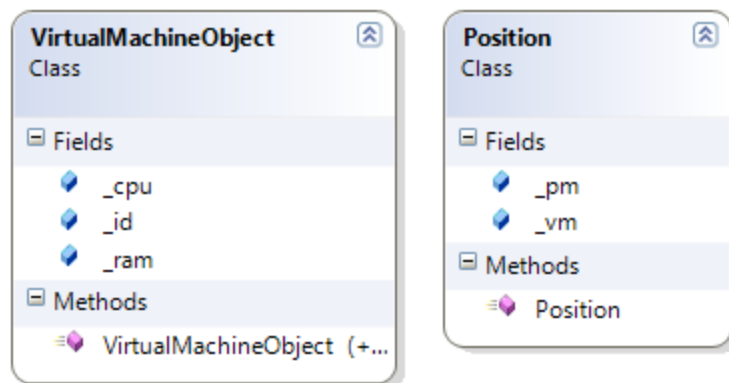 VirtualMachineObject
Class
Fields
_cpu
_id
_ram
Methods
VirtualMachineObject (+...
Position
Class
Fields
_pm
_vm
Methods
Position